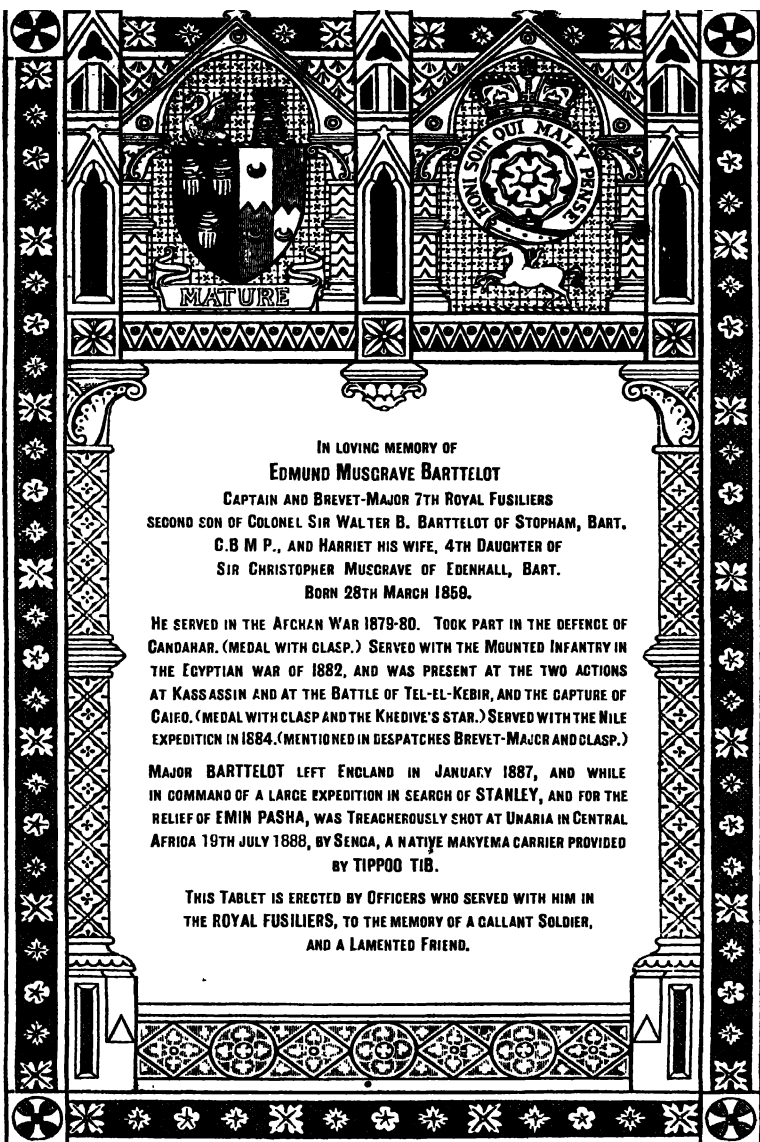 HONI SOIT QUI MAL Y PENSE
MATURE
IN LOVING MEMORY OF
EDMUND MUSGRAVE BARTTELOT
CAPTAIN AND BREVET-MAJOR 7TH ROYAL FUSILIERS
SECOND SON OF COLONEL SIR WALTER B. BARTTELOT OF STOPHAM, BART.
C.B M P., AND HARRIET HIS WIFE, 4TH DAUGHTER OF
SIR CHRISTOPHER MUSGRAVE OF EDENHALL, BART.
BORN 28TH MARCH 1859.
HE SERVED IN THE AFGHAN WAR 1879-80. TOOK PART IN THE DEFENCE OF
CANDAHAR. (MEDAL WITH CLASP.) SERVED WITH THE MOUNTED INFANTRY IN
THE EGYPTIAN WAR OF 1882, AND WAS PRESENT AT THE TWO ACTIONS
AT KASSASSIN AND AT THE BATTLE OF TEL-EL-KEBIR, AND THE CAPTURE OF
CAIRO. (MEDAL WITH CLASP AND THE KHEDIVE'S STAR.) SERVED WITH THE NILE
EXPEDITION IN 1884. (MENTIONED IN DESPATCHES BREVET-MAJOR AND CLASP.)
MAJOR BARTTELOT LEFT ENGLAND IN JANUARY 1887, AND WHILE
IN COMMAND OF A LARGE EXPEDITION IN SEARCH OF STANLEY, AND FOR THE
RELIEF OF EMIN PASHA, WAS TREACHEROUSLY SHOT AT UNARIA IN CENTRAL
AFRICA 19TH JULY 1888, BY SENGA, A NATIVE MANYEMA CARRIER PROVIDED
BY TIPPOO TIB.
THIS TABLET IS ERECTED BY OFFICERS WHO SERVED WITH HIM IN
THE ROYAL FUSILIERS, TO THE MEMORY OF A GALLANT SOLDIER,
AND A LAMENTED FRIEND.